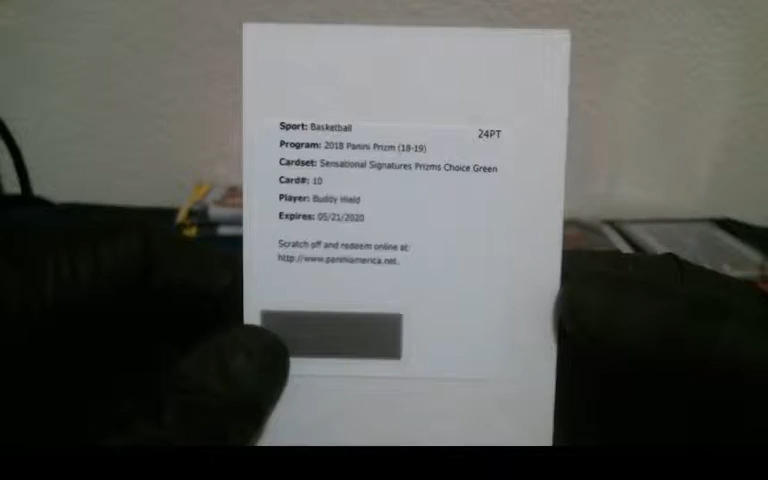 Sport: Basketball
24PT
Program: 2018 Panini Prizm (18-19)
Cardset: Sensational Signatures Prizms Choice Green
Card#: 10
Player: Buddy Hield
Expires: 05/21/2020
Scratch off and redeem online at:
http://www.paniniamerica.net.